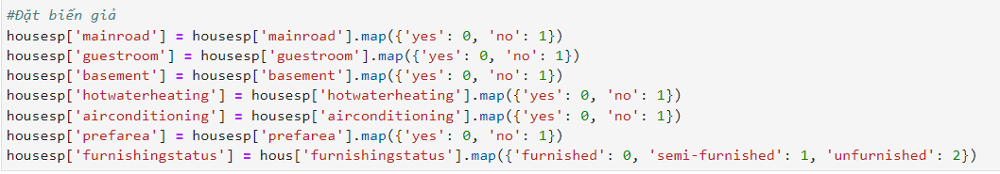 #Đặt biến giả
housesp['mainroad'] = housesp['mainroad'].map({'yes': 0, 'no': 1})
housesp['guestroom'] = housesp['guestroom'].map({'yes': 0, 'no': 1})
housesp['basement'] = housesp['basement'].map({'yes': 0, 'no': 1})
housesp['hotwaterheating'] = housesp['hotwaterheating'].map({'yes': 0, 'no': 1})
housesp['airconditioning'] = housesp['airconditioning'].map({'yes': 0, 'no': 1})
housesp['prefarea'] = housesp['prefarea'].map({'yes': 0, 'no': 1})
housesp['furnishingstatus'] = hous['furnishingstatus'].map({'furnished': 0, 'semi-furnished': 1, 'unfurnished': 2})